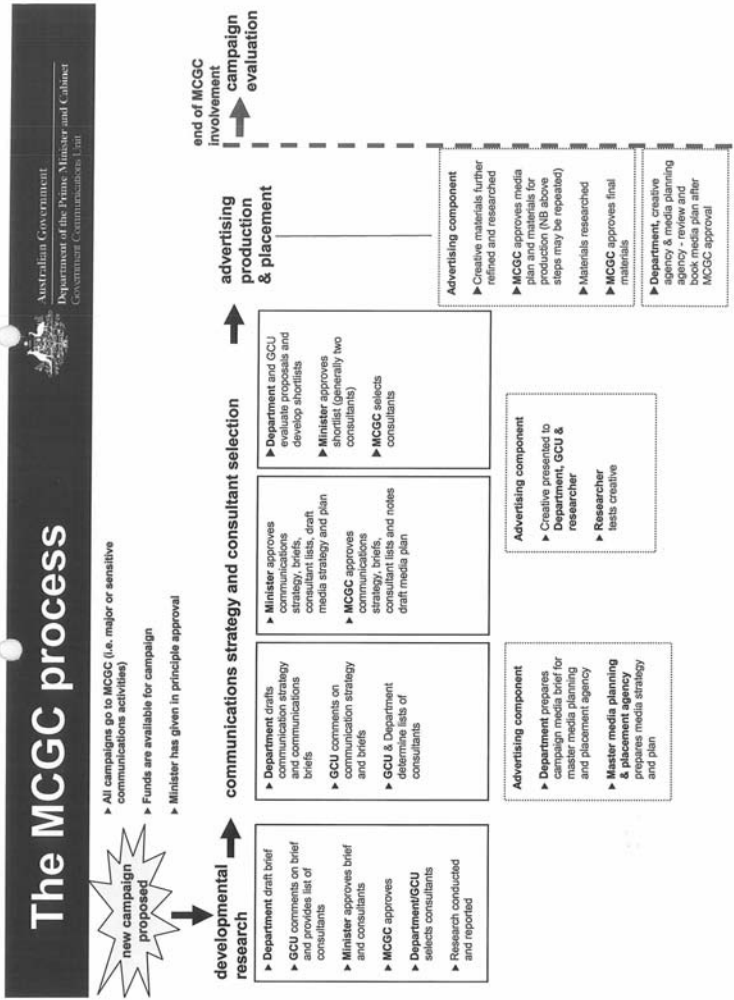 The MCGC process
Australian Government
Department of the Prime Minister and Cabinet
Government Communications Unit
new campaign
proposed
► All campaigns go to MCGC (i.e. major or sensitive
communications activities)
► Funds are available for campaign
► Minister has given in principle approval
developmental
research
► Department draft brief
► GCU comments on brief
and provides list of
consultants
► Minister approves brief
and consultants
► MCGC approves
► Department/GCU
selects consultants
► Research conducted
and reported
communications strategy and consultant selection
► Department drafts
communication strategy
and communications
briefs
► GCU comments on
communication strategy
and briefs
► GCU & Department
determine lists of
consultants
► Minister approves
communications
strategy, briefs,
consultant lists, draft
media strategy and plan
► MCGC approves
communications
strategy, briefs,
consultant lists and notes
draft media plan
► Department and GCU
evaluate proposals and
develop shortlists
► Minister approves
shortlist (generally two
consultants)
► MCGC selects
consultants
Advertising component
► Department prepares
campaign media brief for
master media planning
and placement agency
► Master media planning
& placement agency
prepares media strategy
and plan
Advertising component
► Creative presented to
Department, GCU &
researcher
► Researcher
tests creative
advertising
production
& placement
Advertising component
► Creative materials further
refined and researched
► MCGC approves media
plan and materials for
production (NB above
steps may be repeated)
► Materials researched
► MCGC approves final
materials
► Department, creative
agency & media planning
agency - review and
book media plan after
MCGC approval
end of MCGC
involvement
campaign
evaluation